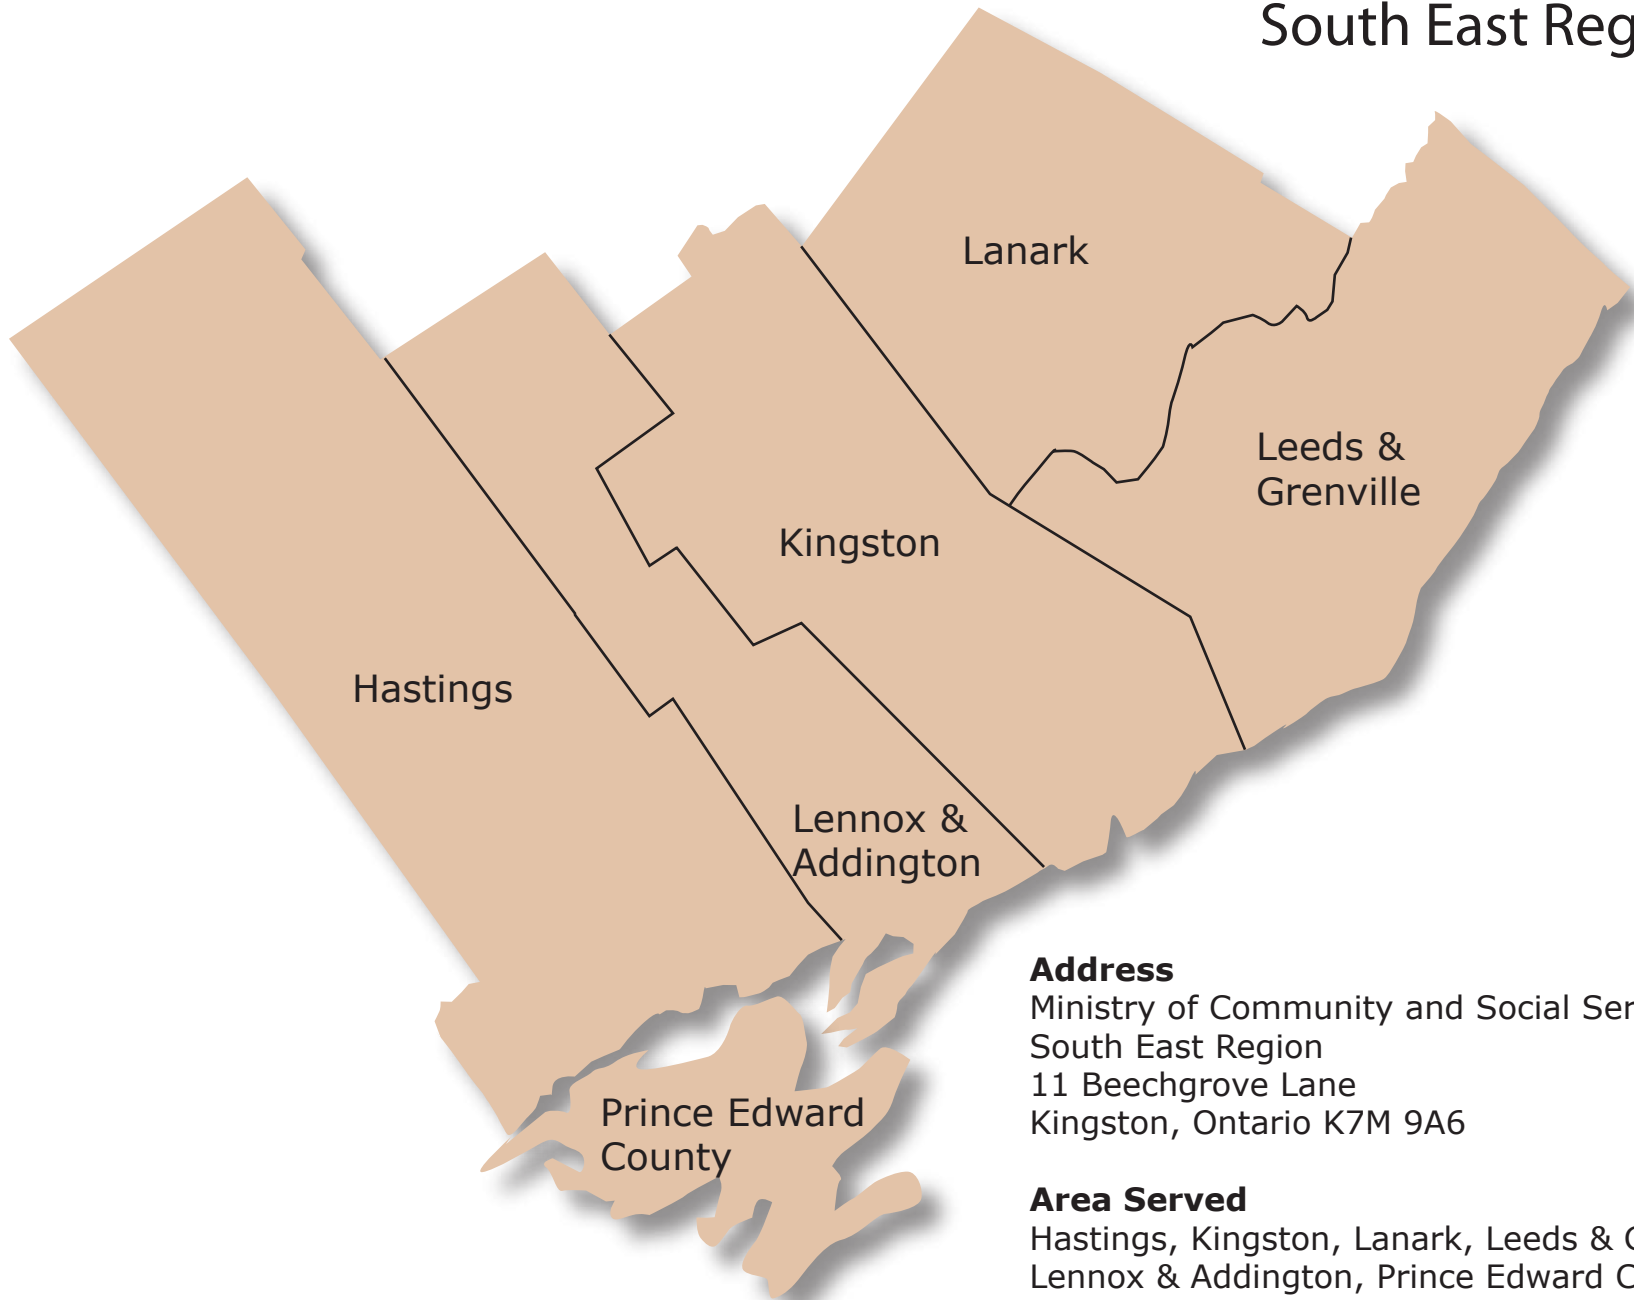 South East Reg
Lanark
Leeds &
Grenville
Kingston
Hastings
Lennox &
Addington
Prince Edward
County
Address
Ministry of Community and Social Ser
South East Region
11 Beechgrove Lane
Kingston, Ontario K7M 9A6
Area Served
Hastings, Kingston, Lanark, Leeds &
Lennox & Addington, Prince Edward